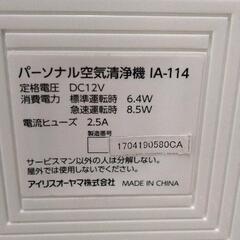 パーソナル空気清浄機 IA-114
定格電圧 DC12V
消費電力 標準運転時 6.4W
急速運転時 8.5W
電流ヒューズ 2.5A
製造番号
1704190580CA
サービスマン以外の人は分解しない。
屋外では使用しないでください。
アイリスオーヤマ株式会社 MADE IN CHINA